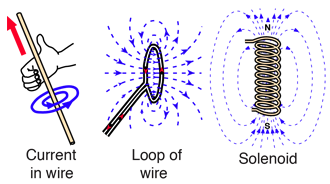 N
S
Current
in wire
Loop of
wire
Solenoid